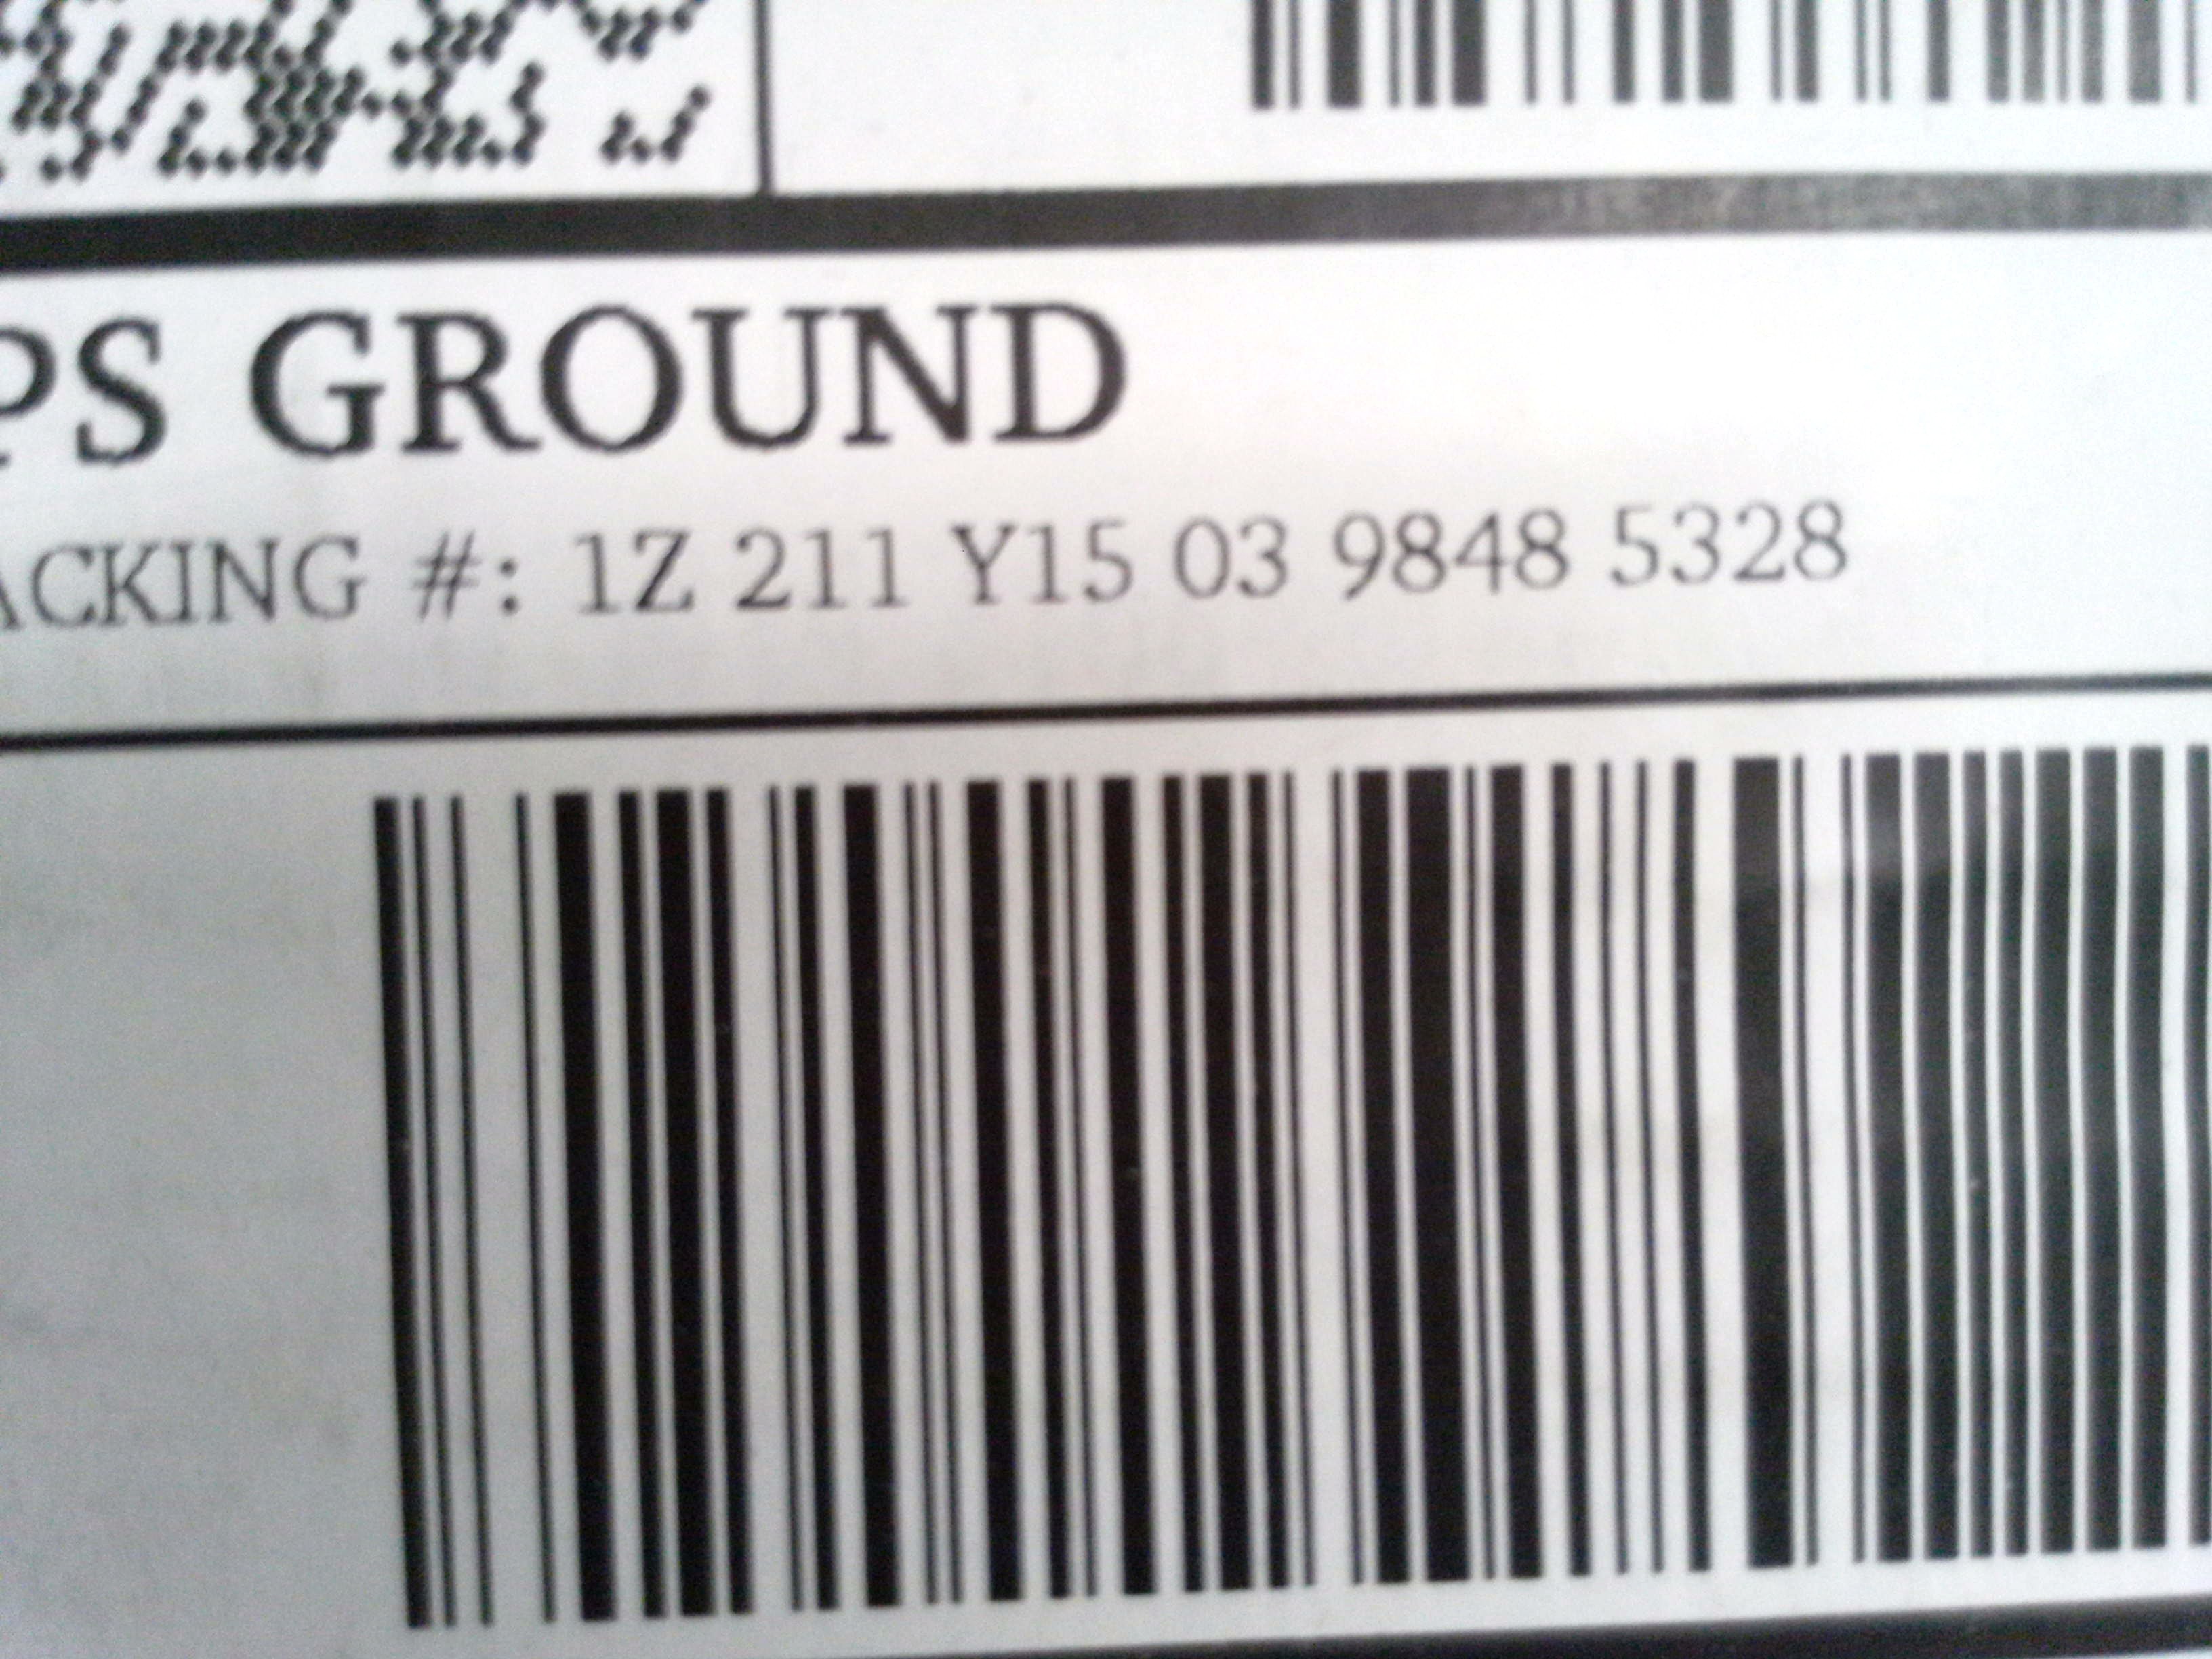 PS GROUND
ACKING #: 1Z 211 Y15 03 9848 5328